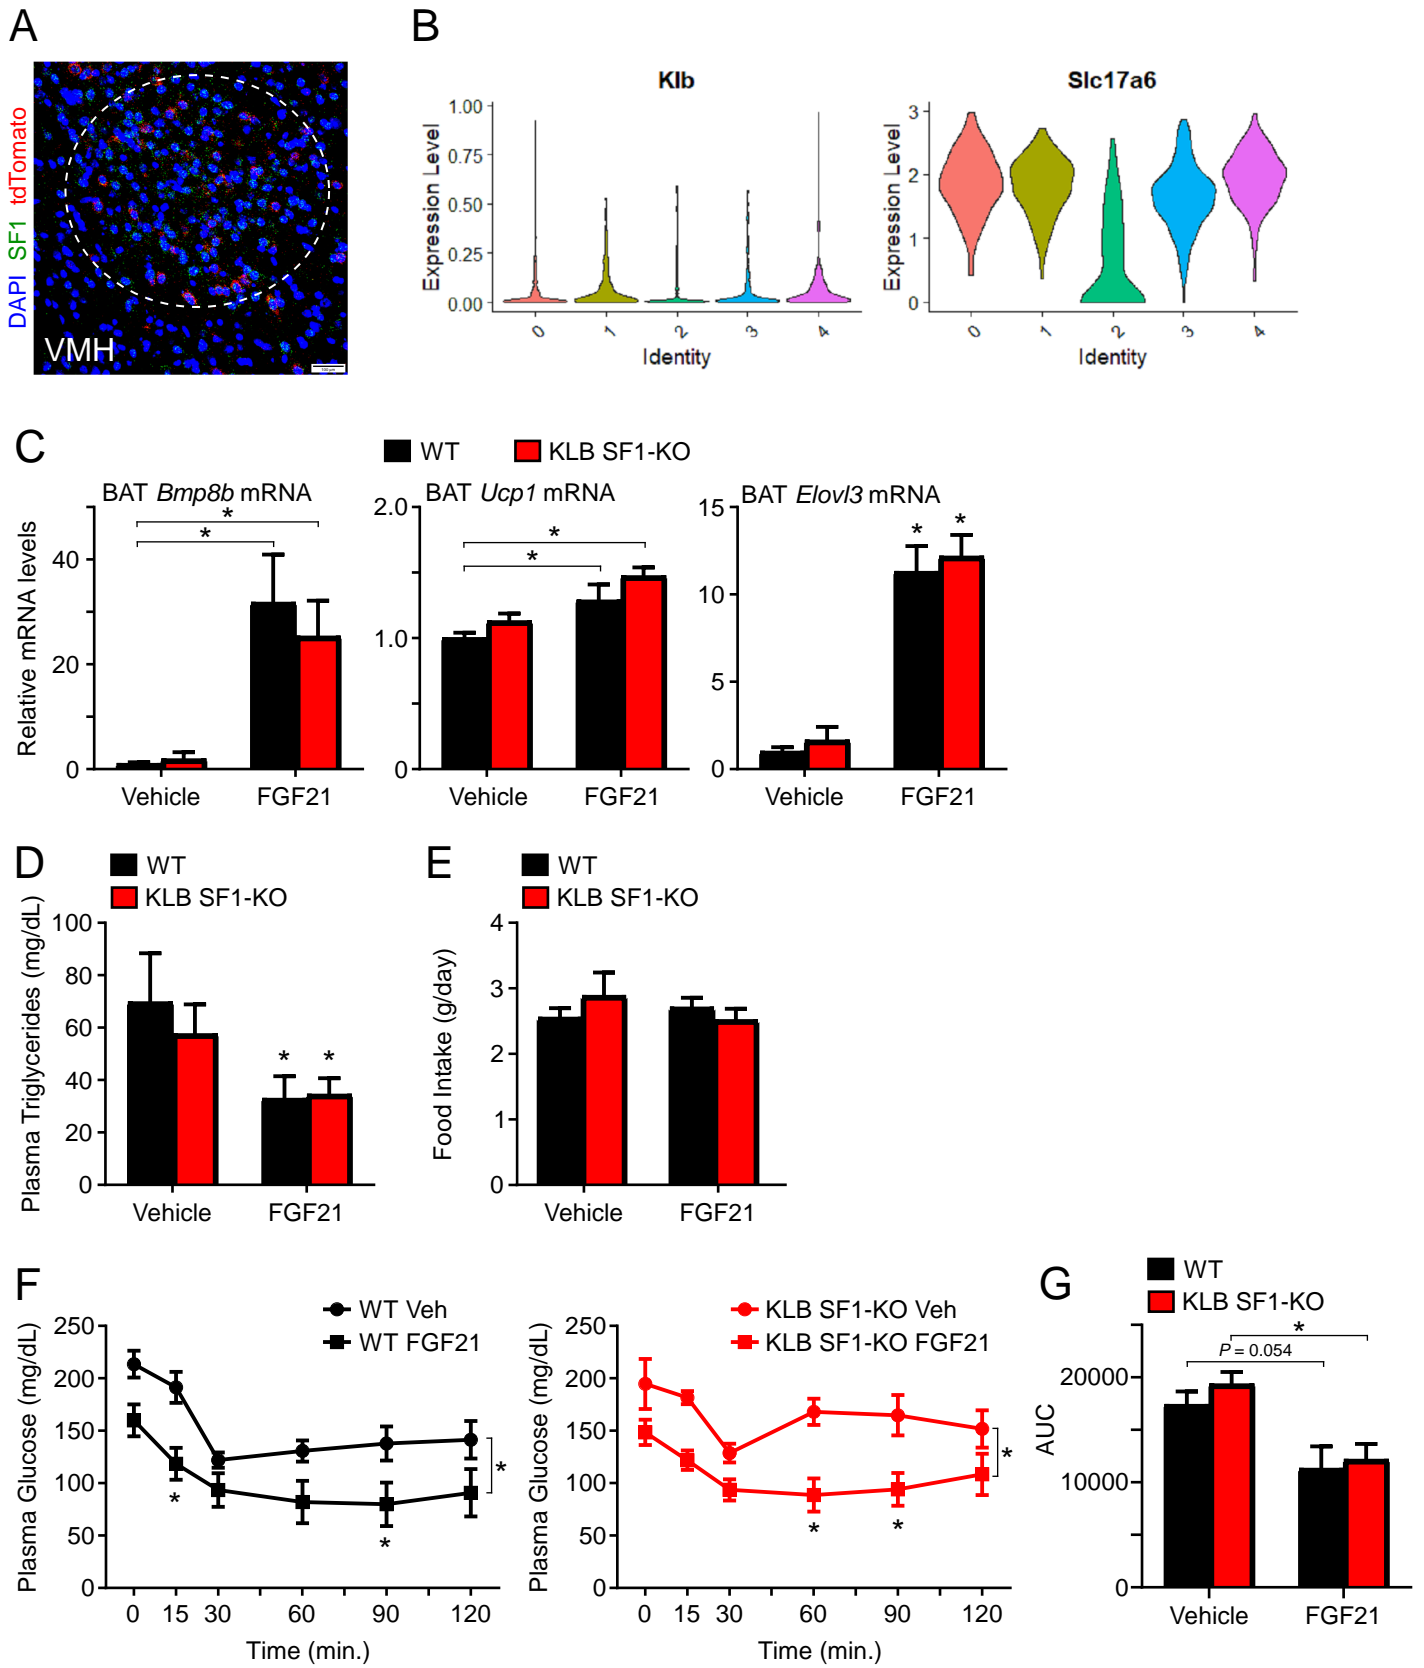 A
DAPI SF1 tdTomato
VMH
B
Klb
Expression Level
1.00
0.75
0.50
0.25
0.00
0 1 2 3 4
Identity
Slc17a6
Expression Level
3
2
1
0
0 1 2 3 4
Identity
C
WT KLB SF1-KO
BAT Bmp8b mRNA
Relative mRNA levels
40
20
0
* *
Vehicle FGF21
BAT Ucp1 mRNA
2.0
1.0
0
* *
Vehicle FGF21
BAT Elovl3 mRNA
15
10
5
0
* *
Vehicle FGF21
D
WT
KLB SF1-KO
Plasma Triglycerides (mg/dL)
100
80
60
40
20
0
* *
Vehicle FGF21
E
WT
KLB SF1-KO
Food Intake (g/day)
4
3
2
1
0
Vehicle FGF21
F
WT Veh
WT FGF21
Plasma Glucose (mg/dL)
250
200
150
100
50
0
* * *
0 15 30 60 90 120
Time (min.)
KLB SF1-KO Veh
KLB SF1-KO FGF21
Plasma Glucose (mg/dL)
250
200
150
100
50
0
* * *
0 15 30 60 90 120
Time (min.)
G
WT
KLB SF1-KO
*
P = 0.054
AUC
20000
10000
0
Vehicle FGF21